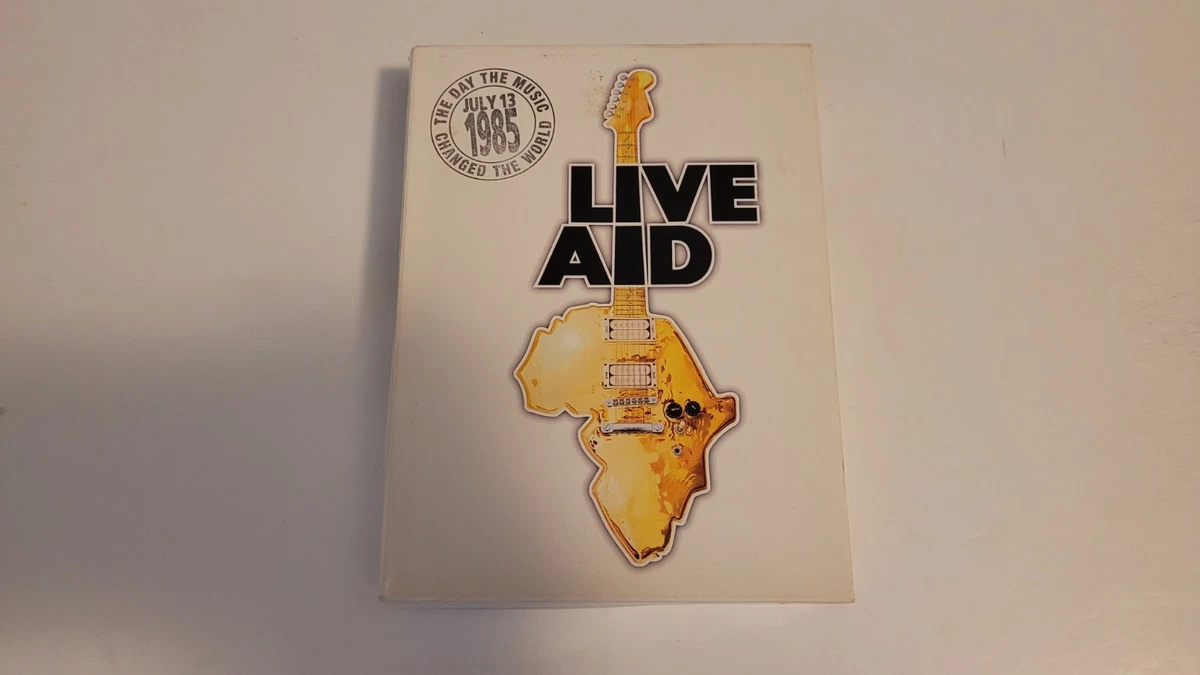 THE DAY THE MUSIC
JULY 13
1985
CHANGED THE WORLD
LIVE
AID